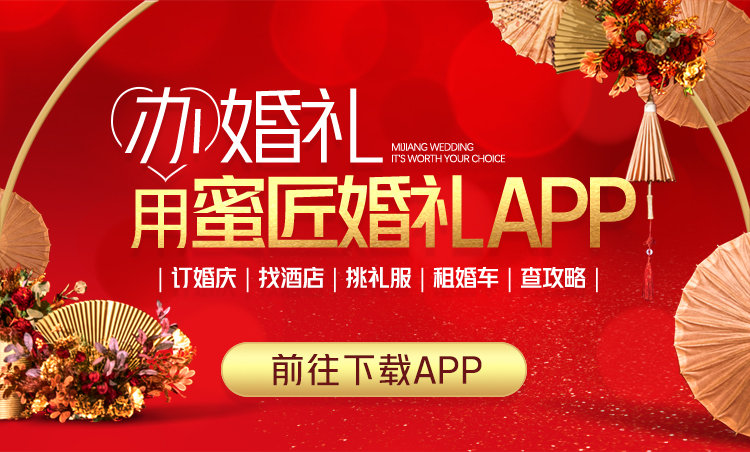 办婚礼
MIJIANG WEDDING
IT'S WORTH YOUR CHOICE
用蜜匠婚礼APP
| 订婚庆 | 找酒店 | 挑礼服 | 租婚车 | 查攻略 |
前往下载APP